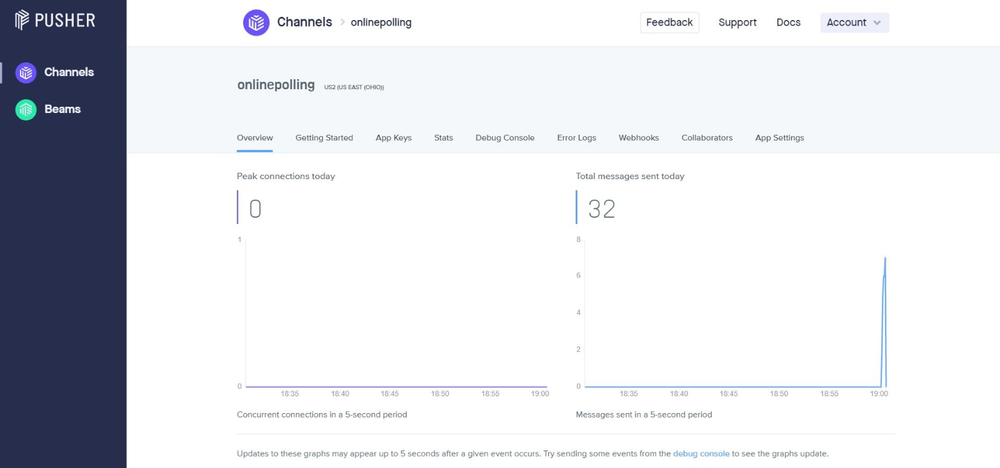 PUSHER
Channels
Beams
Channels > onlinepolling
Feedback
Support
Docs
Account
onlinepolling US2 (US EAST (OHIO))
Overview Getting Started App Keys Stats Debug Console Error Logs Webhooks Collaborators App Settings
Peak connections today
0
1
0
18:35 18:40 18:45 18:50 18:55 19:00
Concurrent connections in a 5-second period
Total messages sent today
32
8
6
4
2
0
18:35 18:40 18:45 18:50 18:55 19:00
Messages sent in a 5-second period
Updates to these graphs may appear up to 5 seconds after a given event occurs. Try sending some events from the debug console to see the graphs update.